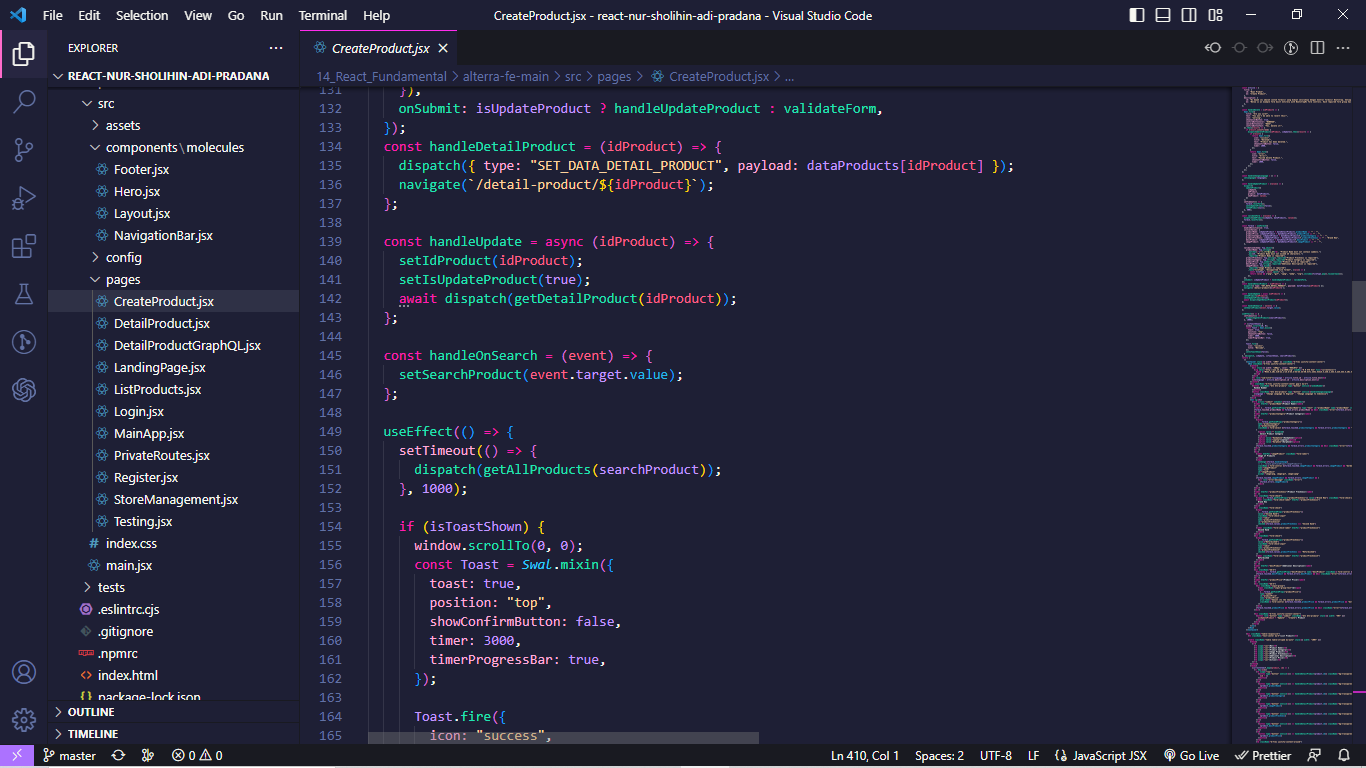 File Edit Selection View Go Run Terminal Help
CreateProduct.jsx - react-nur-sholihin-adi-pradana - Visual Studio Code
EXPLORER
REACT-NUR-SHOLIHIN-ADI-PRADANA
src
assets
components\molecules
Footer.jsx
Hero.jsx
Layout.jsx
NavigationBar.jsx
config
pages
CreateProduct.jsx
DetailProduct.jsx
DetailProductGraphQL.jsx
LandingPage.jsx
ListProducts.jsx
Login.jsx
MainApp.jsx
PrivateRoutes.jsx
Register.jsx
StoreManagement.jsx
Testing.jsx
# index.css
main.jsx
tests
.eslintrc.cjs
.gitignore
.npmrc
<> index.html
{} package-lock.json
OUTLINE
TIMELINE
CreateProduct.jsx
14_React_Fundamental > alterra-fe-main > src > pages > CreateProduct.jsx > ...
131 }),
132 onSubmit: isUpdateProduct ? handleUpdateProduct : validateForm,
133 });
134 const handleDetailProduct = (idProduct) => {
135 dispatch({ type: "SET_DATA_DETAIL_PRODUCT", payload: dataProducts[idProduct] });
136 navigate(`/detail-product/${idProduct}`);
137 };
138
139 const handleUpdate = async (idProduct) => {
140 setIdProduct(idProduct);
141 setIsUpdateProduct(true);
142 await dispatch(getDetailProduct(idProduct));
143 };
144
145 const handleOnSearch = (event) => {
146 setSearchProduct(event.target.value);
147 };
148
149 useEffect(() => {
150 setTimeout(() => {
151 dispatch(getAllProducts(searchProduct));
152 }, 1000);
153
154 if (isToastShown) {
155 window.scrollTo(0, 0);
156 const Toast = Swal.mixin({
157 toast: true,
158 position: "top",
159 showConfirmButton: false,
160 timer: 3000,
161 timerProgressBar: true,
162 });
163
164 Toast.fire({
165 icon: "success",
master 0 0 Ln 410, Col 1 Spaces: 2 UTF-8 LF {} JavaScript JSX Go Live Prettier